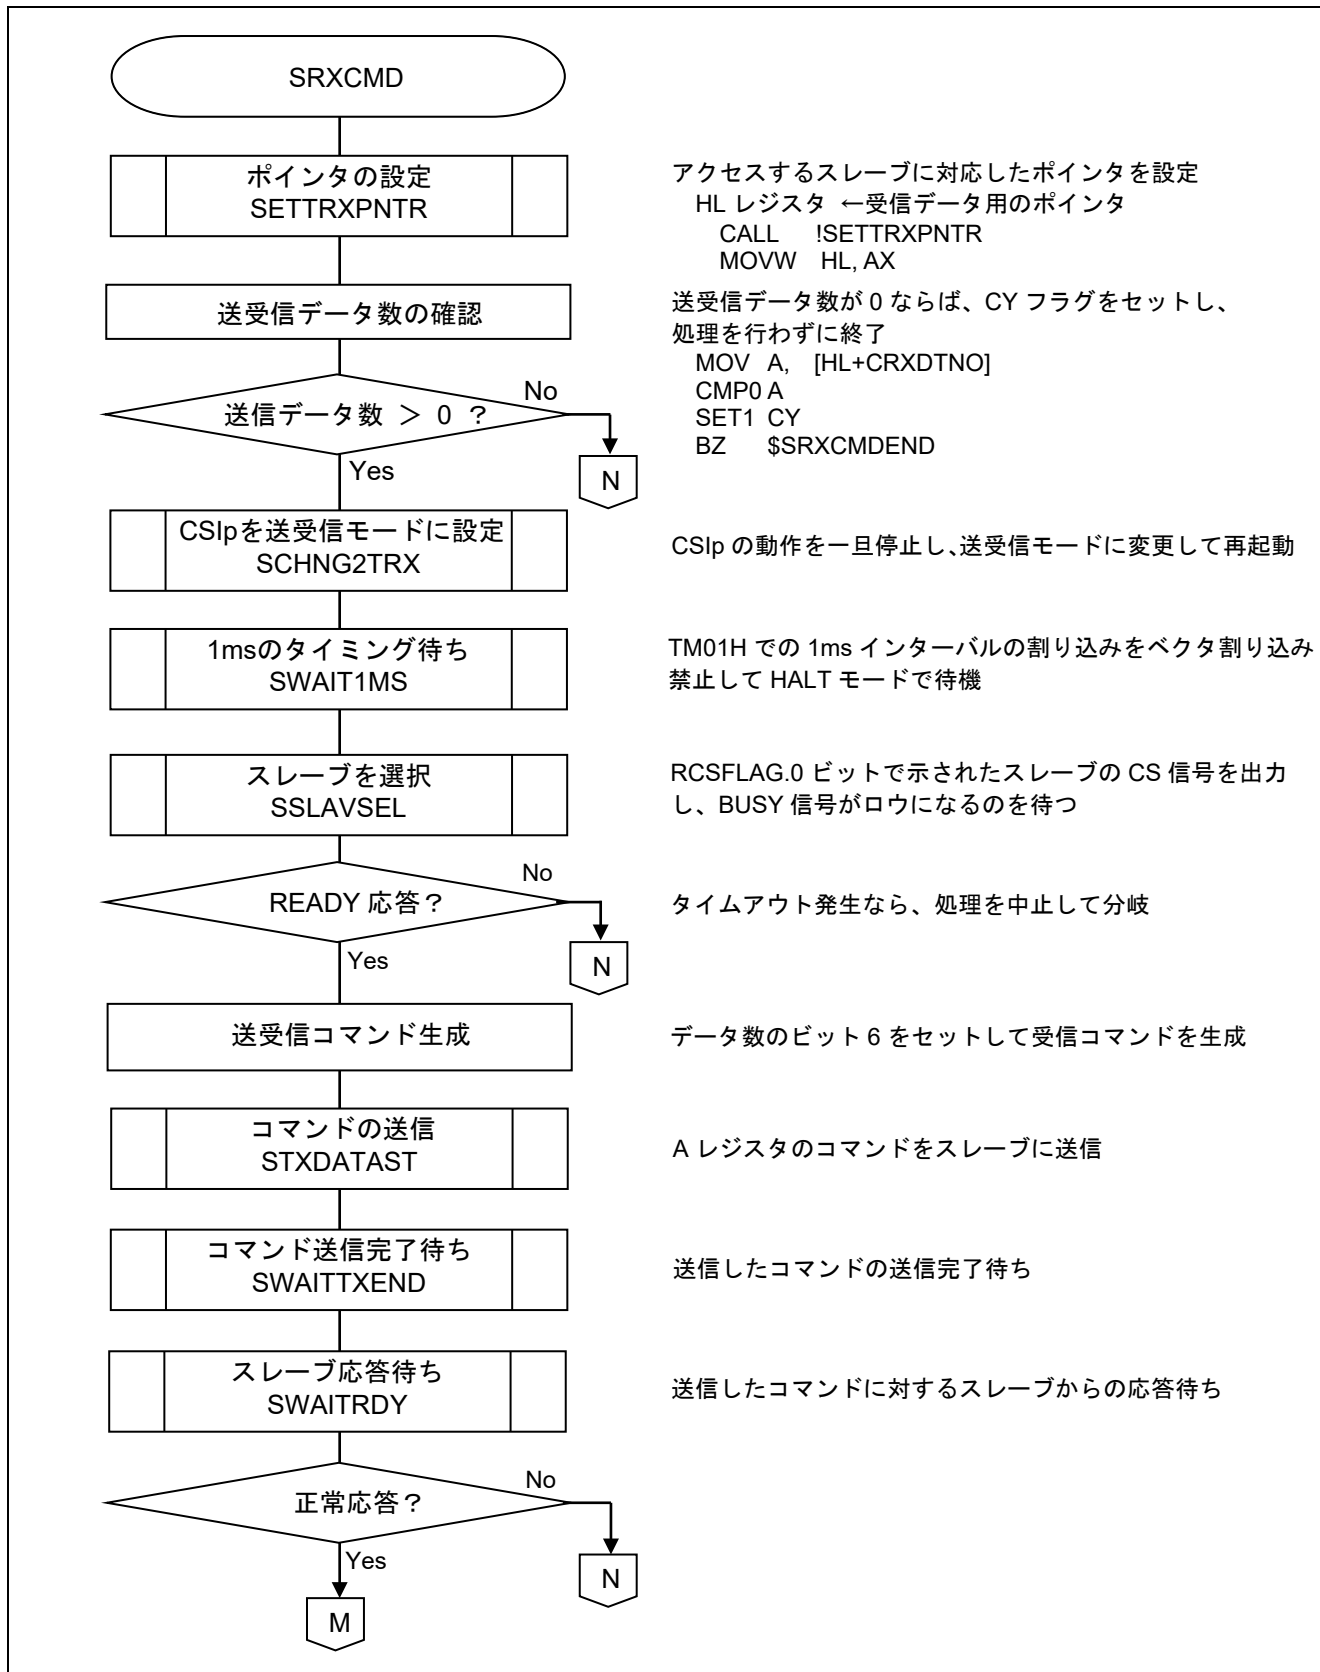 SRXCMD
ポインタの設定
SETTRXPNTR
アクセスするスレーブに対応したポインタを設定
HL レジスタ ←受信データ用のポインタ
CALL !SETTRXPNTR
MOVW HL, AX
送受信データ数の確認
送受信データ数が 0 ならば、CY フラグをセットし、
処理を行わずに終了
MOV A, [HL+CRXDTNO]
CMP0 A
SET1 CY
BZ $SRXCMDEND
送信データ数 ＞ 0 ？
No
N
Yes
CSIpを送受信モードに設定
SCHNG2TRX
CSIp の動作を一旦停止し、送受信モードに変更して再起動
1msのタイミング待ち
SWAIT1MS
TM01H での 1ms インターバルの割り込みをベクタ割り込み
禁止して HALT モードで待機
スレーブを選択
SSLAVSEL
RCSFLAG.0 ビットで示されたスレーブの CS 信号を出力
し、BUSY 信号がロウになるのを待つ
READY 応答？
No
タイムアウト発生なら、処理を中止して分岐
N
Yes
送受信コマンド生成
データ数のビット 6 をセットして受信コマンドを生成
コマンドの送信
STXDATAST
A レジスタのコマンドをスレーブに送信
コマンド送信完了待ち
SWAITTXEND
送信したコマンドの送信完了待ち
スレーブ応答待ち
SWAITRDY
送信したコマンドに対するスレーブからの応答待ち
正常応答？
No
N
Yes
M